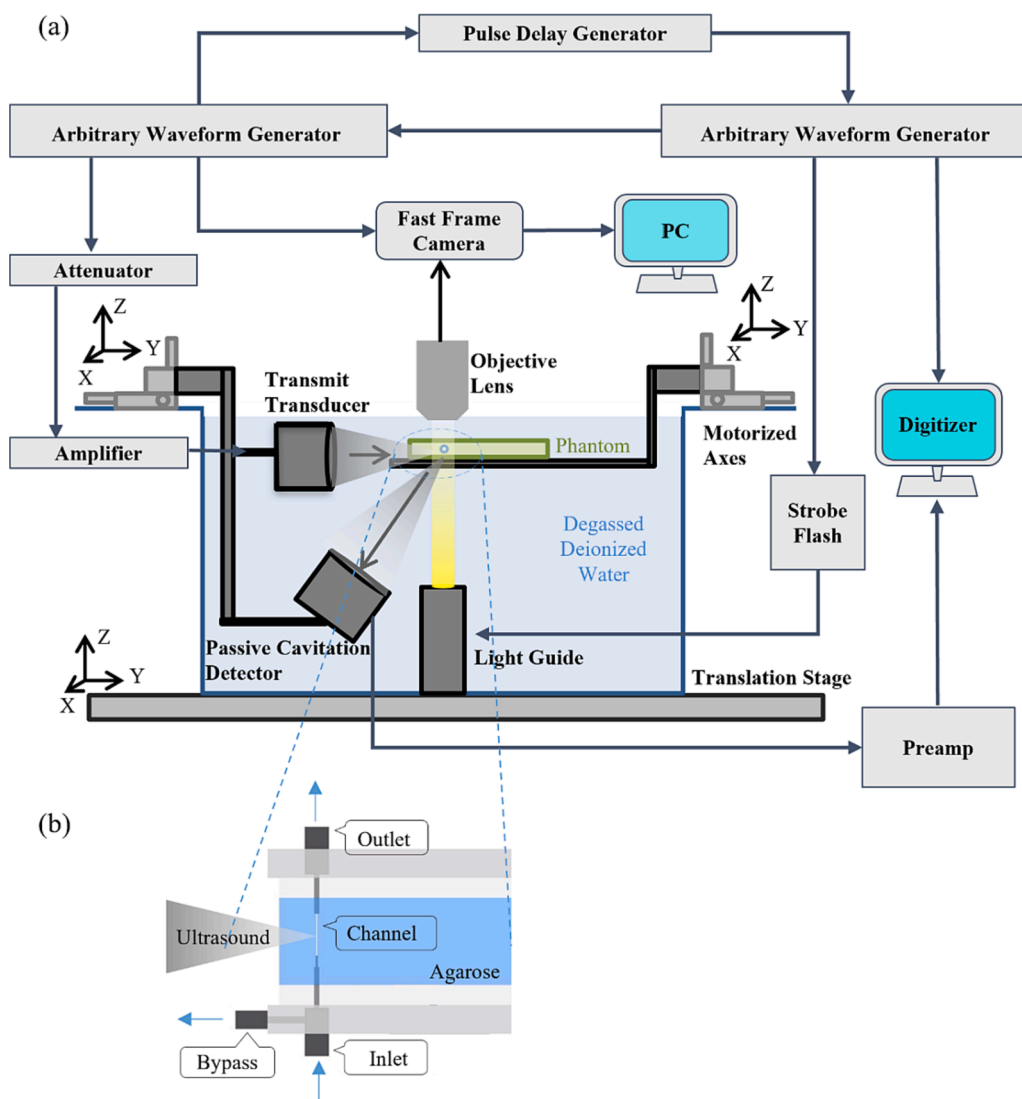 (a)
Pulse Delay Generator
Arbitrary Waveform Generator
Arbitrary Waveform Generator
Fast Frame
Camera
PC
Attenuator
Z
Y
X
Z
Y
X
Objective
Lens
Transmit
Transducer
Amplifier
Phantom
Motorized
Axes
Digitizer
Strobe
Flash
Degassed
Deionized
Water
Passive Cavitation
Detector
Light Guide
Z
Y
X
Translation Stage
Preamp
(b)
Outlet
Ultrasound
Channel
Agarose
Bypass
Inlet